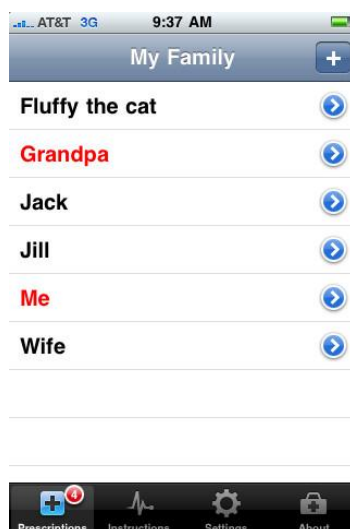 AT&T 3G 9:37 AM
My Family +
Fluffy the cat
Grandpa
Jack
Jill
Me
Wife
4
Prescriptions Instructions Settings About